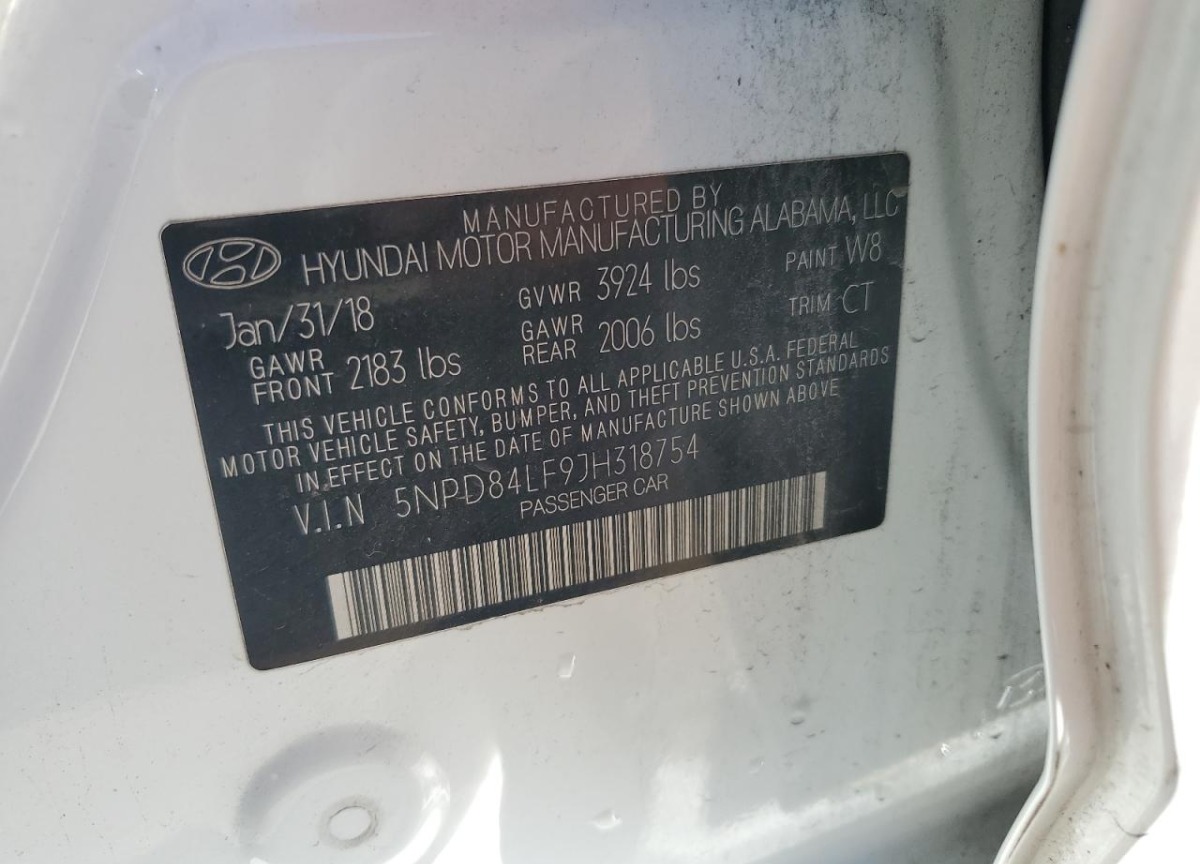 MANUFACTURED BY
HYUNDAI MOTOR MANUFACTURING ALABAMA, LLC
Jan/31/18 GVWR 3924 lbs PAINT W8
GAWR FRONT 2183 lbs GAWR REAR 2006 lbs TRIM CT
THIS VEHICLE CONFORMS TO ALL APPLICABLE U.S.A. FEDERAL
MOTOR VEHICLE SAFETY, BUMPER, AND THEFT PREVENTION STANDARDS
IN EFFECT ON THE DATE OF MANUFACTURE SHOWN ABOVE
V.I.N 5NPD84LF9JH318754
PASSENGER CAR